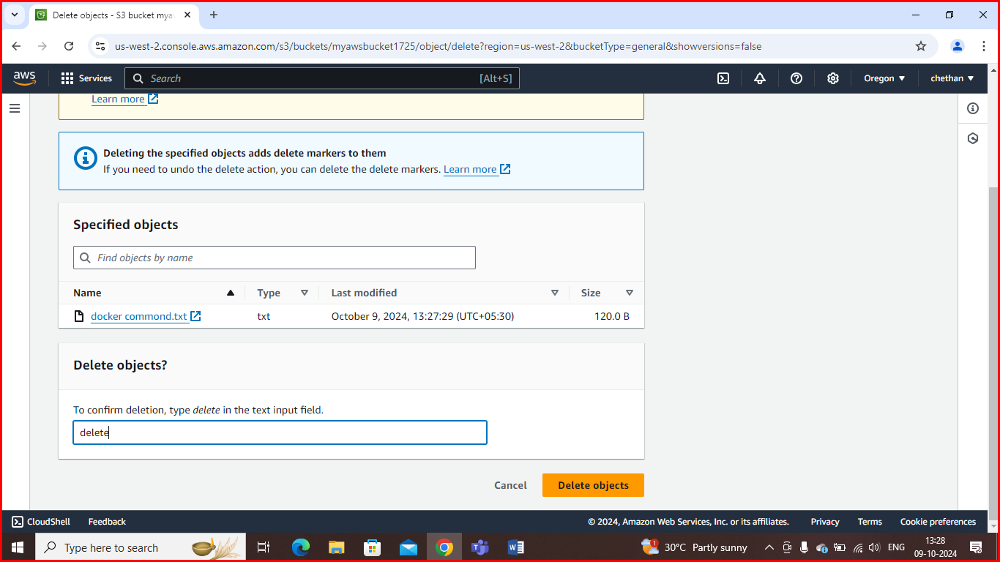 Delete objects - S3 bucket mya
us-west-2.console.aws.amazon.com/s3/buckets/myawsbucket1725/object/delete?region=us-west-2&bucketType=general&showversions=false
aws
Services
Search
[Alt+S]
Oregon
chethan
Learn more
Deleting the specified objects adds delete markers to them
If you need to undo the delete action, you can delete the delete markers. Learn more
Specified objects
Find objects by name
Name Type Last modified Size
docker commond.txt txt October 9, 2024, 13:27:29 (UTC+05:30) 120.0 B
Delete objects?
To confirm deletion, type delete in the text input field.
delete
Cancel Delete objects
CloudShell Feedback © 2024, Amazon Web Services, Inc. or its affiliates. Privacy Terms Cookie preferences
Type here to search
1
30°C Partly sunny
ENG
13:28
09-10-2024